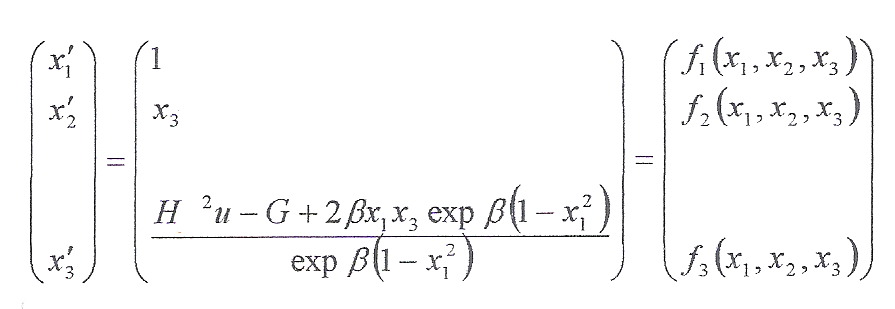 x′₁ 1 f₁(x₁, x₂, x₃)
x′₂ x₃ f₂(x₁, x₂, x₃)
= =
H ²u − G + 2βx₁x₃ exp β(1 − x₁²)
x′₃ exp β(1 − x₁²) f₃(x₁, x₂, x₃)